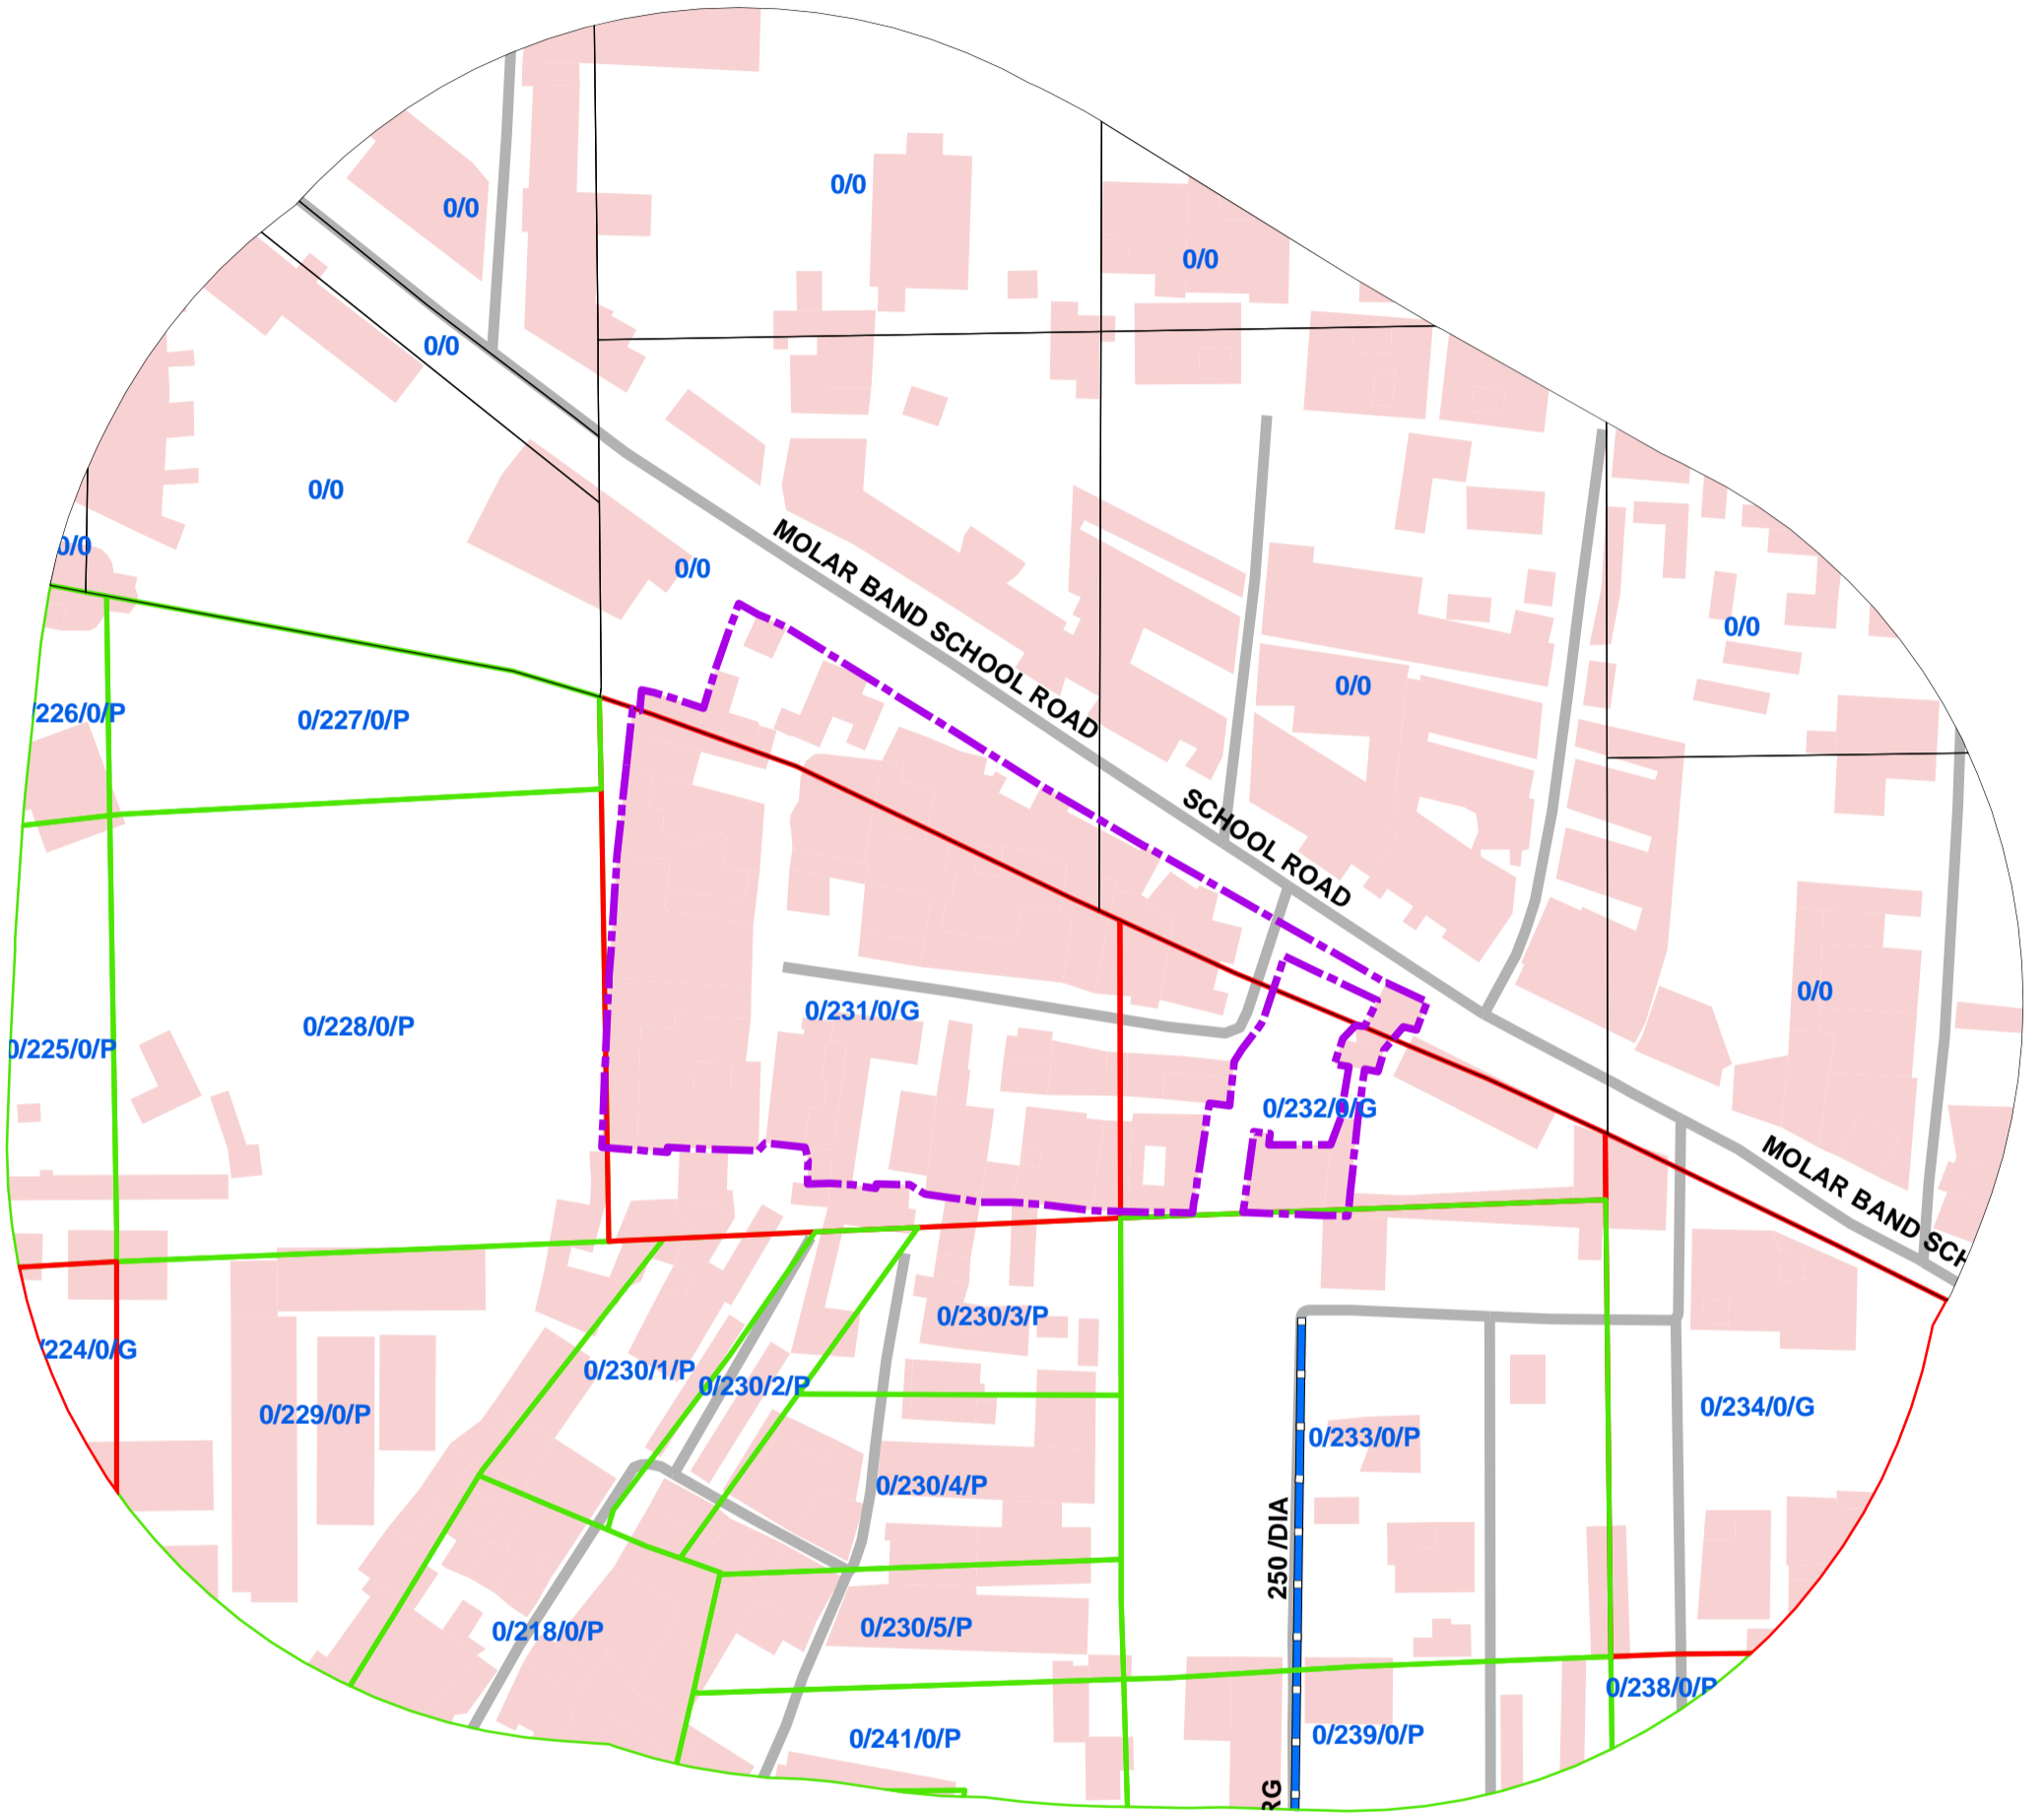 0/0
0/0
0/0
0/0
0/0
0/0
0/0
MOLAR BAND SCHOOL ROAD
0/0
0/0
226/0/P
0/227/0/P
SCHOOL ROAD
0/0
0/231/0/G
0/228/0/P
0/225/0/P
0/232/0/G
MOLAR BAND SCH
0/230/3/P
224/0/G
0/230/1/P
0/230/2/P
0/229/0/P
0/234/0/G
0/233/0/P
0/230/4/P
250 /DIA
0/230/5/P
0/218/0/P
0/238/0/P
0/241/0/P
0/239/0/P
RG